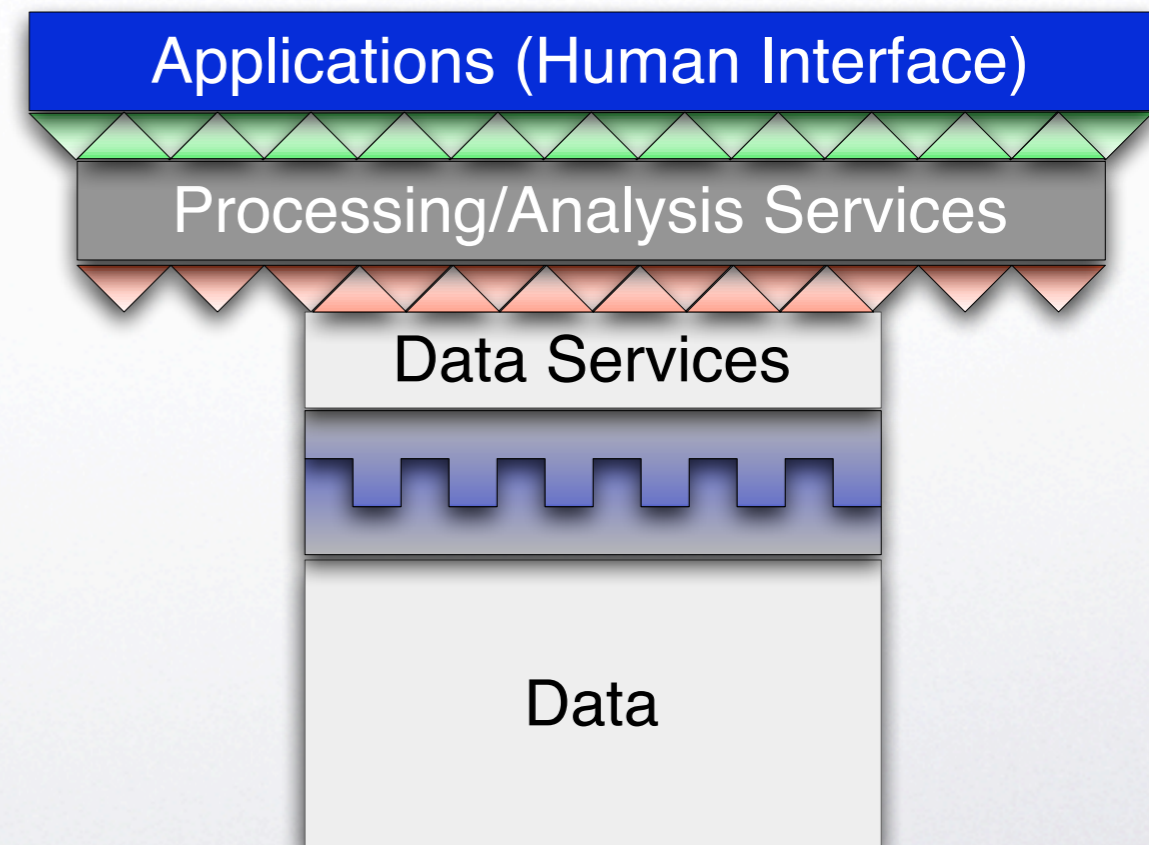 Applications (Human Interface)
Processing/Analysis Services
Data Services
Data